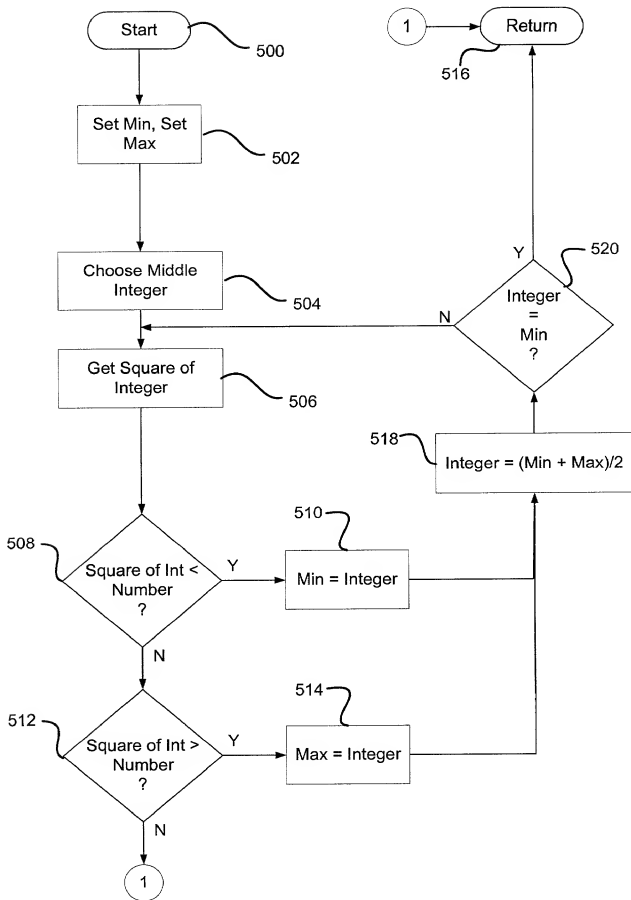 Start
500
1
Return
516
Set Min, Set
Max
502
Choose Middle
Integer
504
520
Y
Integer
=
Min
?
N
Get Square of
Integer
506
518
Integer = (Min + Max)/2
508
Square of Int <
Number
?
Y
510
Min = Integer
N
512
Square of Int >
Number
?
Y
514
Max = Integer
N
1